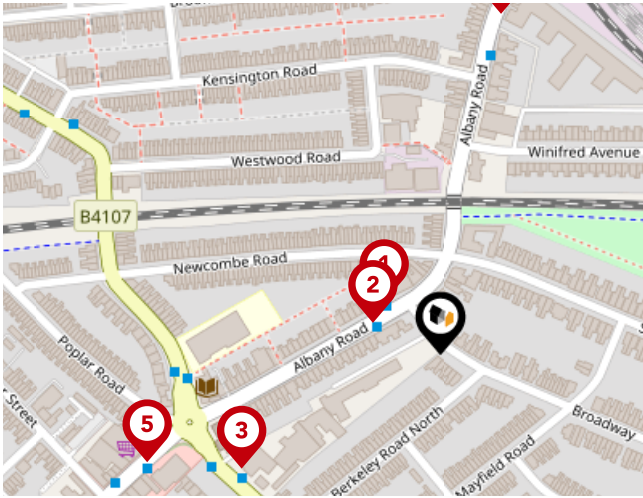 Kensington Road
Albany Road
Westwood Road
Winifred Avenue
B4107
Newcombe Road
1
2
Albany Road
Poplar Road
Street
5
3
Broadway
Berkeley Road North
Mayfield Road